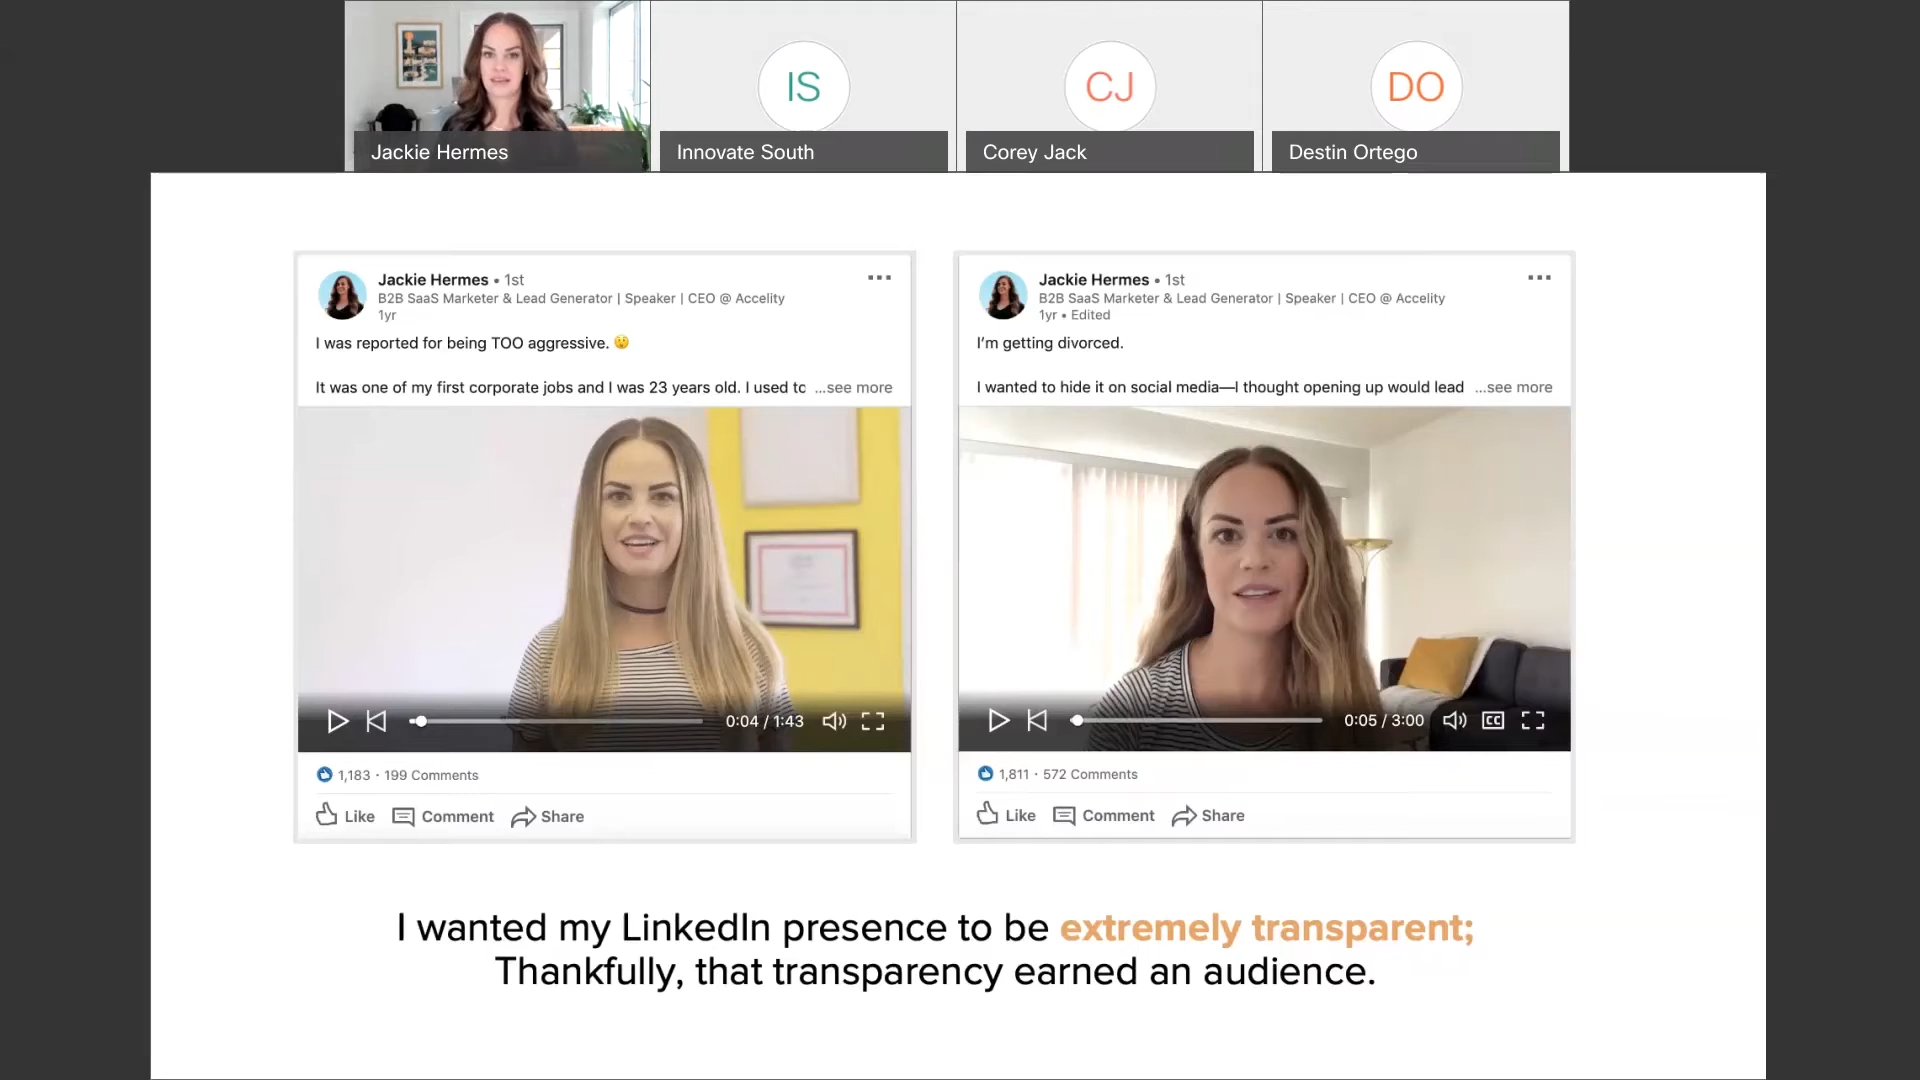 IS
CJ
DO
Jackie Hermes
Innovate South
Corey Jack
Destin Ortego
Jackie Hermes • 1st
B2B SaaS Marketer & Lead Generator | Speaker | CEO @ Accelity
1yr
I was reported for being TOO aggressive. 😲
It was one of my first corporate jobs and I was 23 years old. I used tc ...see more
0:04 / 1:43
1,183 · 199 Comments
Like Comment Share
Jackie Hermes • 1st
B2B SaaS Marketer & Lead Generator | Speaker | CEO @ Accelity
1yr • Edited
I'm getting divorced.
I wanted to hide it on social media—I thought opening up would lead ...see more
0:05 / 3:00 CC
1,811 · 572 Comments
Like Comment Share
I wanted my LinkedIn presence to be extremely transparent;
Thankfully, that transparency earned an audience.